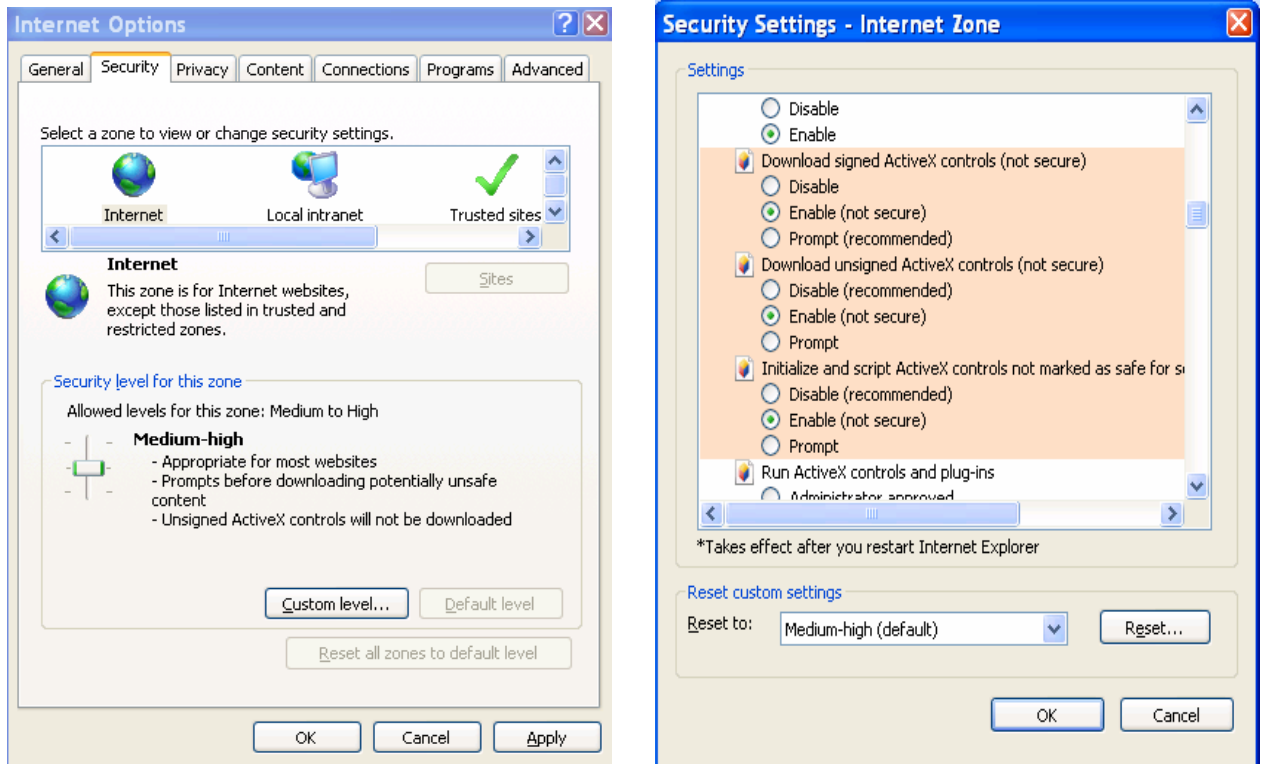 Internet Options
General Security Privacy Content Connections Programs Advanced
Select a zone to view or change security settings.
Internet Local intranet Trusted sites
Internet
Sites
This zone is for Internet websites,
except those listed in trusted and
restricted zones.
Security level for this zone
Allowed levels for this zone: Medium to High
Medium-high
- Appropriate for most websites
- Prompts before downloading potentially unsafe
content
- Unsigned ActiveX controls will not be downloaded
Custom level... Default level
Reset all zones to default level
OK Cancel Apply
Security Settings - Internet Zone
Settings
Disable
Enable
Download signed ActiveX controls (not secure)
Disable
Enable (not secure)
Prompt (recommended)
Download unsigned ActiveX controls (not secure)
Disable (recommended)
Enable (not secure)
Prompt
Initialize and script ActiveX controls not marked as safe for
Disable (recommended)
Enable (not secure)
Prompt
Run ActiveX controls and plug-ins
Administrator approved
*Takes effect after you restart Internet Explorer
Reset custom settings
Reset to: Medium-high (default) Reset...
OK Cancel